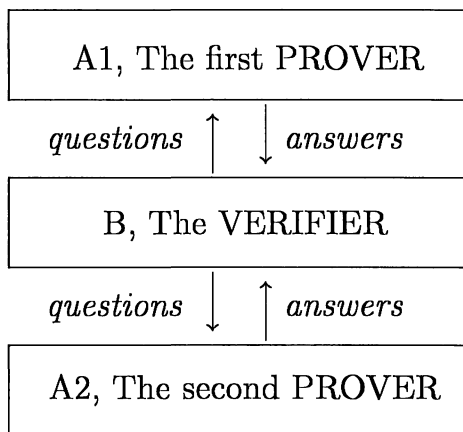 A1, The first PROVER
questions answers
B, The VERIFIER
questions answers
A2, The second PROVER